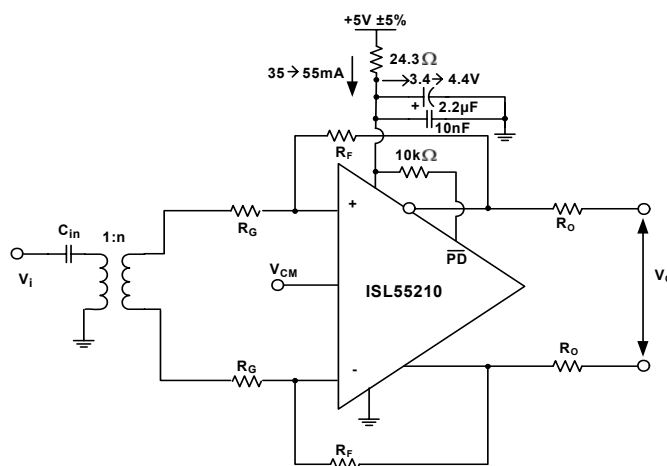 +5V ±5%
24.3Ω
35→55mA
3.4→4.4V
+
2.2µF
10nF
R_F
10kΩ
C_in
1:n
R_G
+
R_O
PD
V_i
V_CM
ISL55210
R_G
-
R_O
R_F